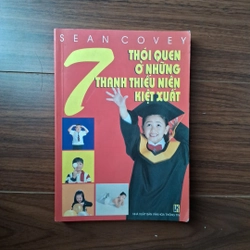 SEAN COVEY
7
THÓI QUEN
Ở NHỮNG
THANH THIẾU NIÊN
KIỆT XUẤT